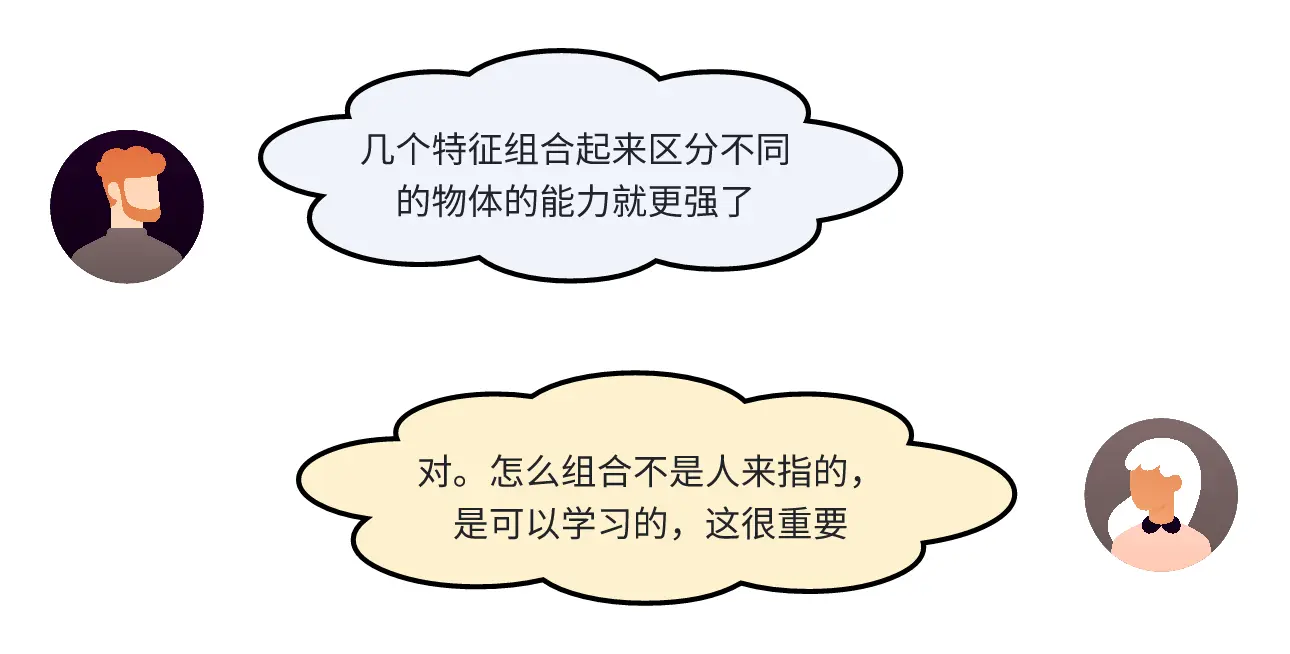 几个特征组合起来区分不同
的物体的能力就更强了
对。怎么组合不是人来指的，
是可以学习的，这很重要